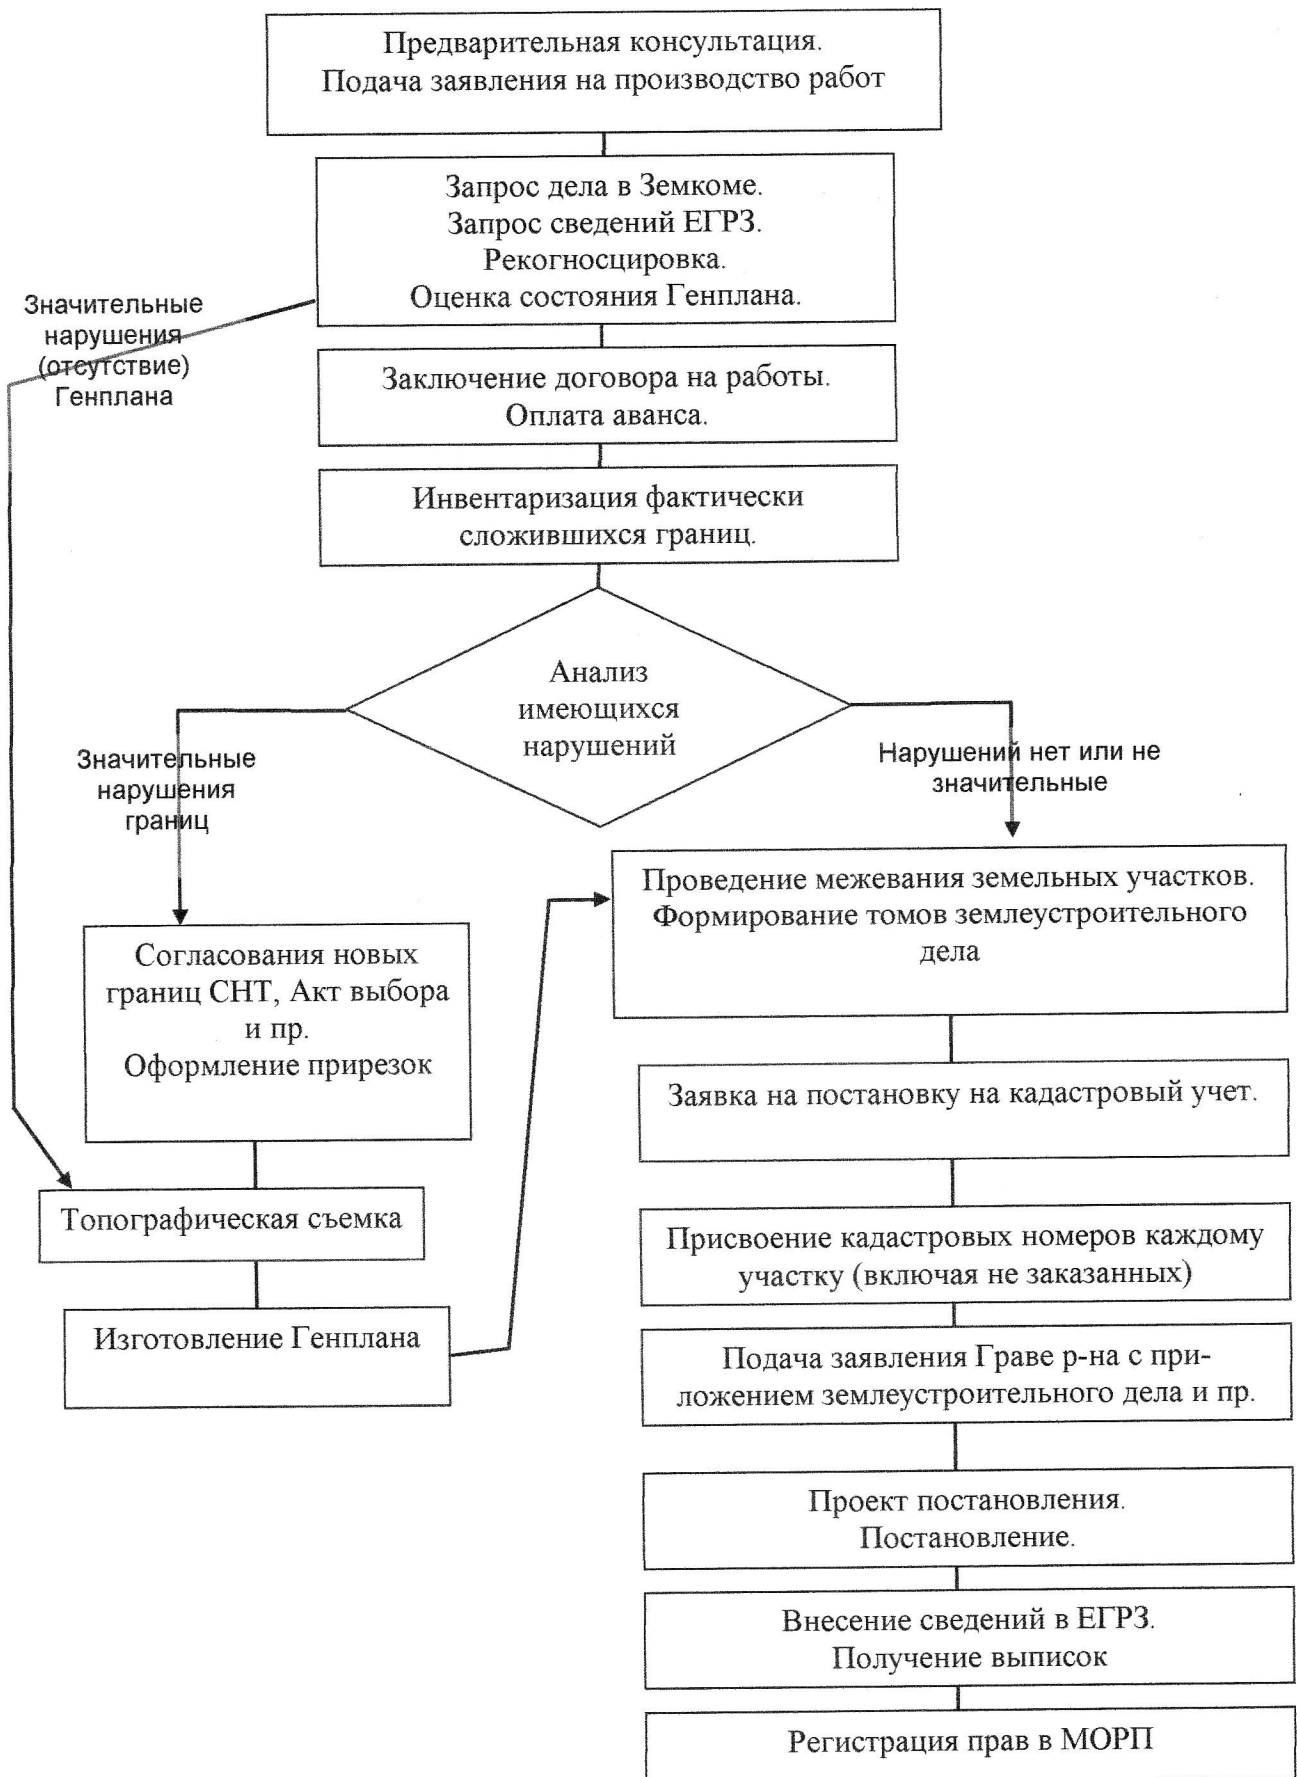 Предварительная консультация.
Подача заявления на производство работ
Запрос дела в Земкоме.
Запрос сведений ЕГРЗ.
Рекогносцировка.
Оценка состояния Генплана.
Значительные
нарушения
(отсутствие)
Генплана
Заключение договора на работы.
Оплата аванса.
Инвентаризация фактически
сложившихся границ.
Анализ
имеющихся
нарушений
Значительные
нарушения
границ
Нарушений нет или не
значительные
Согласования новых
границ СНТ, Акт выбора
и пр.
Оформление прирезок
Топографическая съемка
Изготовление Генплана
Проведение межевания земельных участков.
Формирование томов землеустроительного
дела
Заявка на постановку на кадастровый учет.
Присвоение кадастровых номеров каждому
участку (включая не заказанных)
Подача заявления Граве р-на с при-
ложением землеустроительного дела и пр.
Проект постановления.
Постановление.
Внесение сведений в ЕГРЗ.
Получение выписок
Регистрация прав в МОРП